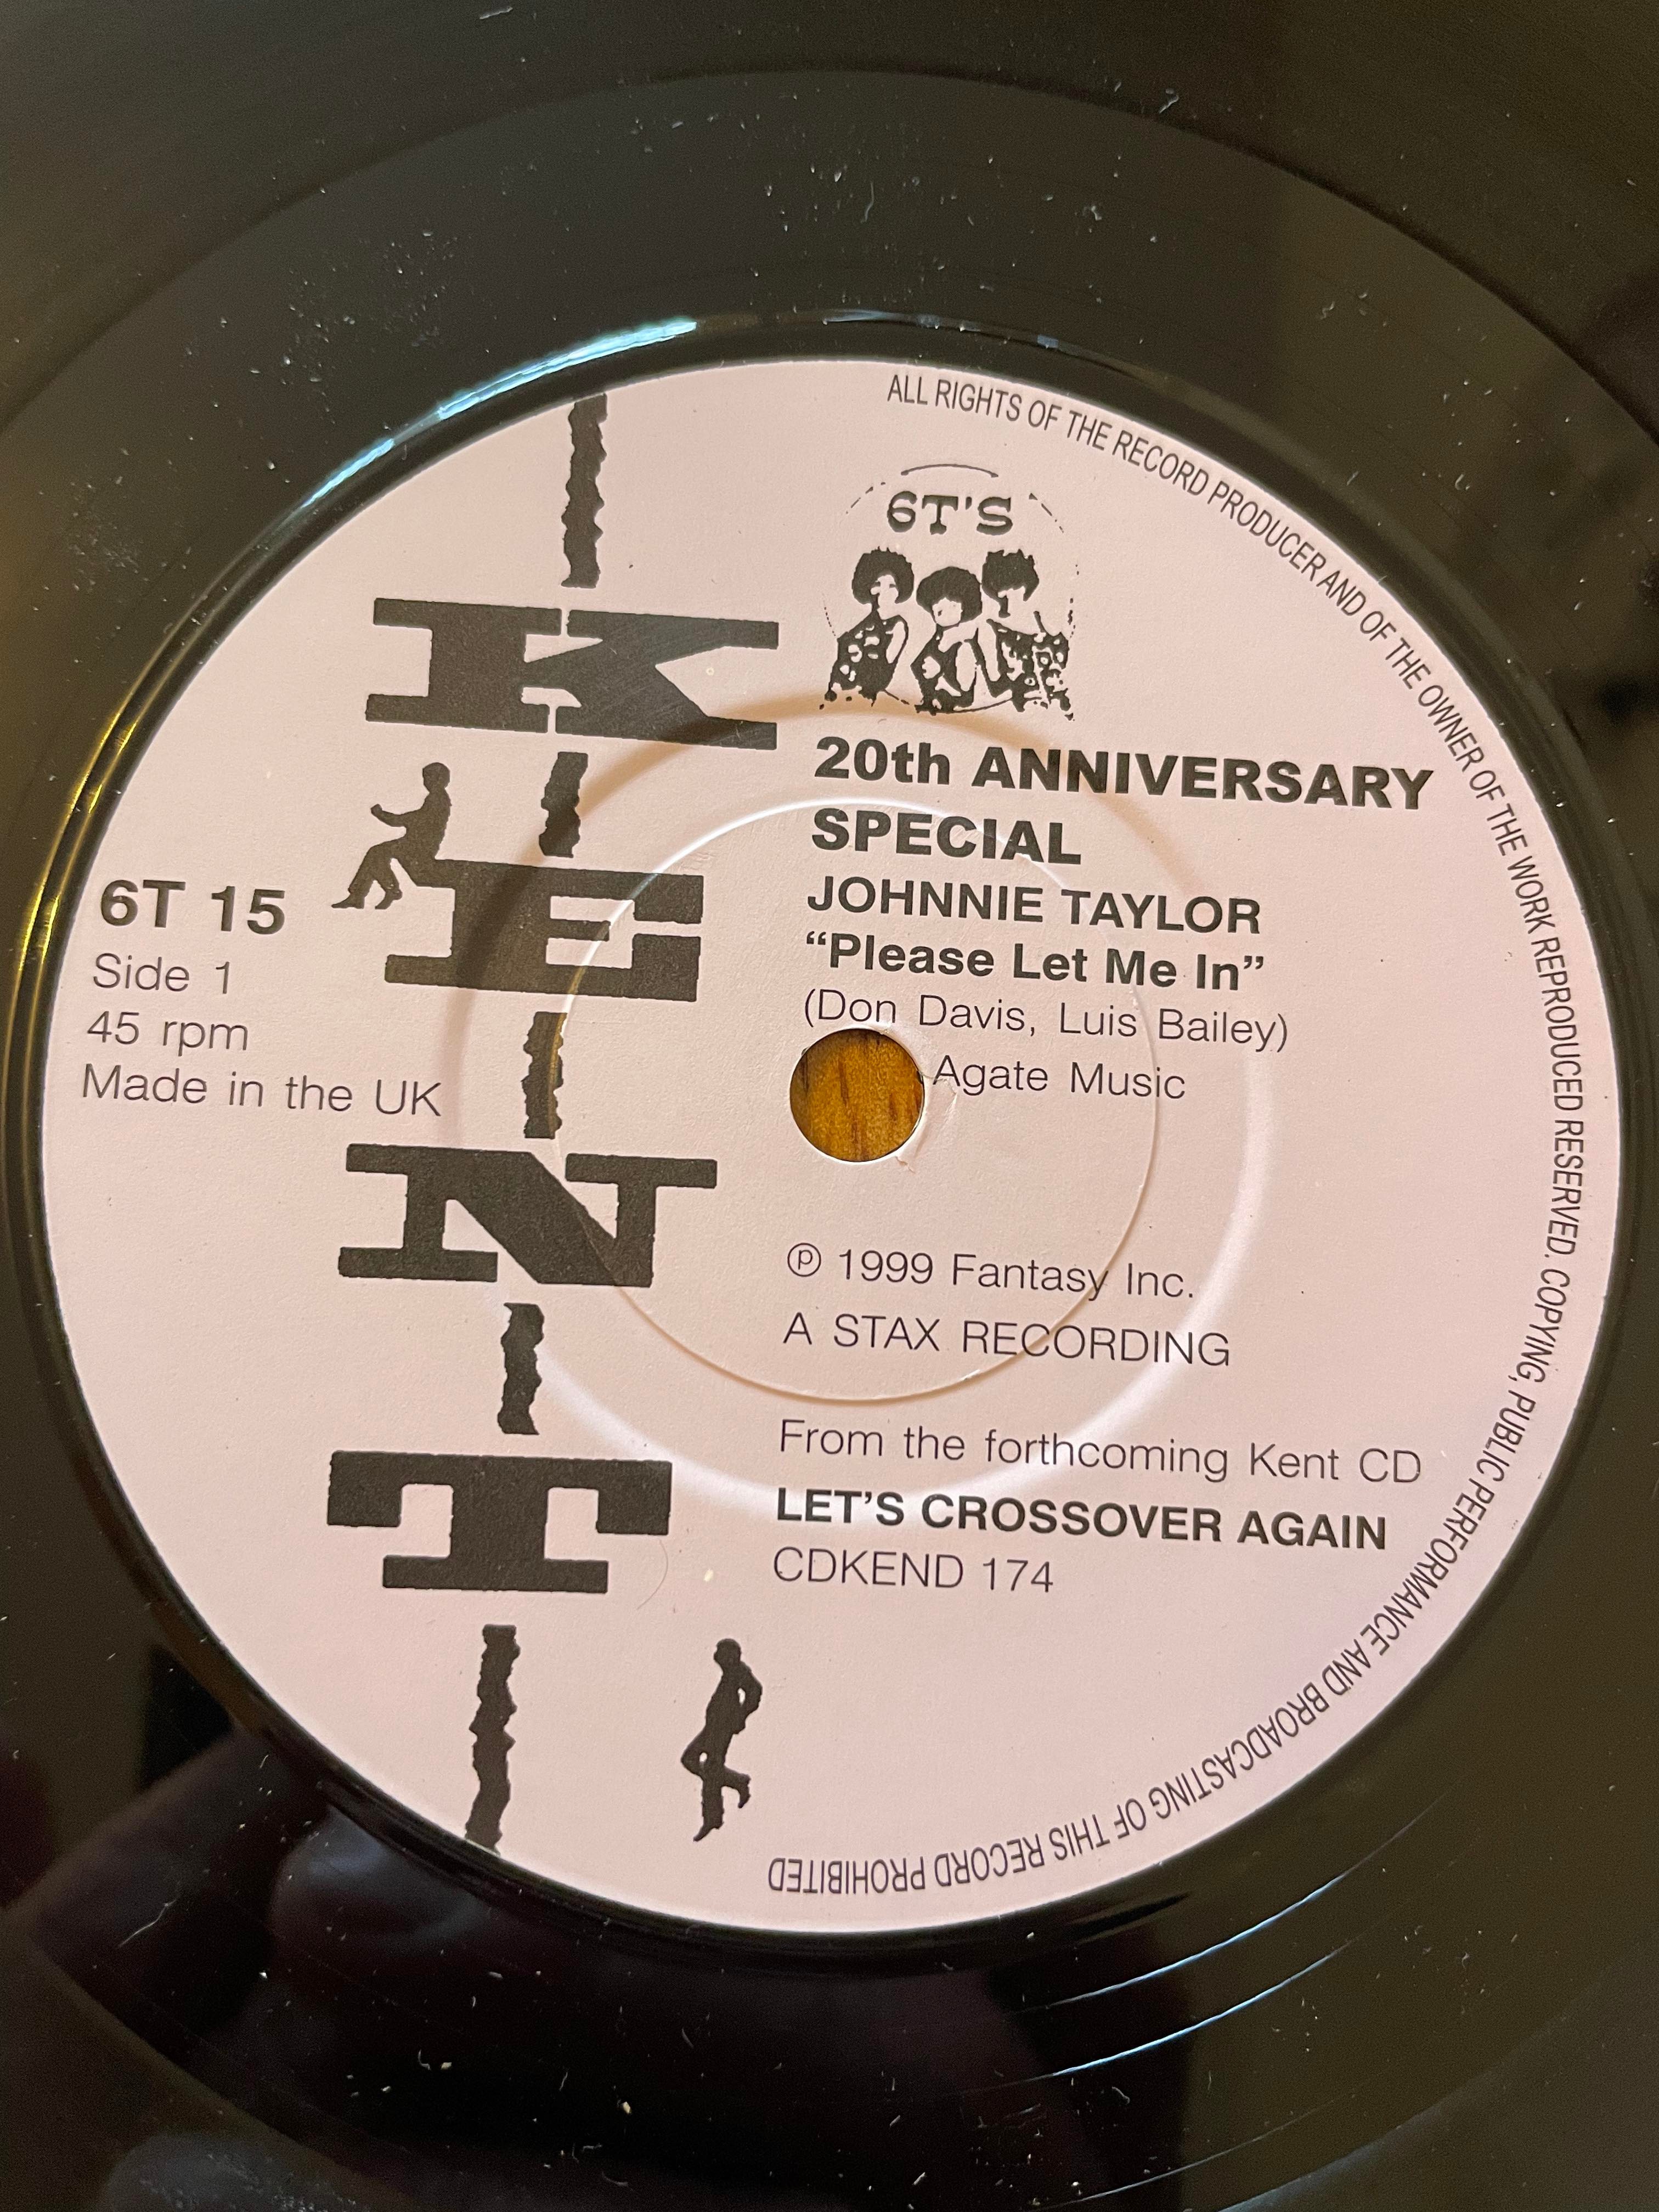 ALL RIGHTS OF THE RECORD PRODUCER AND OF THE OWNER OF THE WORK REPRODUCED RESERVED. COPYING, PUBLIC PERFORMANCE AND BROADCASTING OF THIS RECORD PROHIBITED
6T'S
KENT
20th ANNIVERSARY
SPECIAL
JOHNNIE TAYLOR
“Please Let Me In”
(Don Davis, Luis Bailey)
Agate Music
6T 15
Side 1
45 rpm
Made in the UK
℗ 1999 Fantasy Inc.
A STAX RECORDING
From the forthcoming Kent CD
LET'S CROSSOVER AGAIN
CDKEND 174